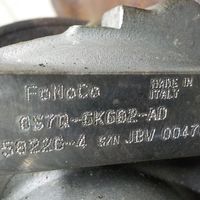 FoMoCo
MADE IN
ITALY
6S7Q-6K682-AD
58226-4 S/N JBV 0047